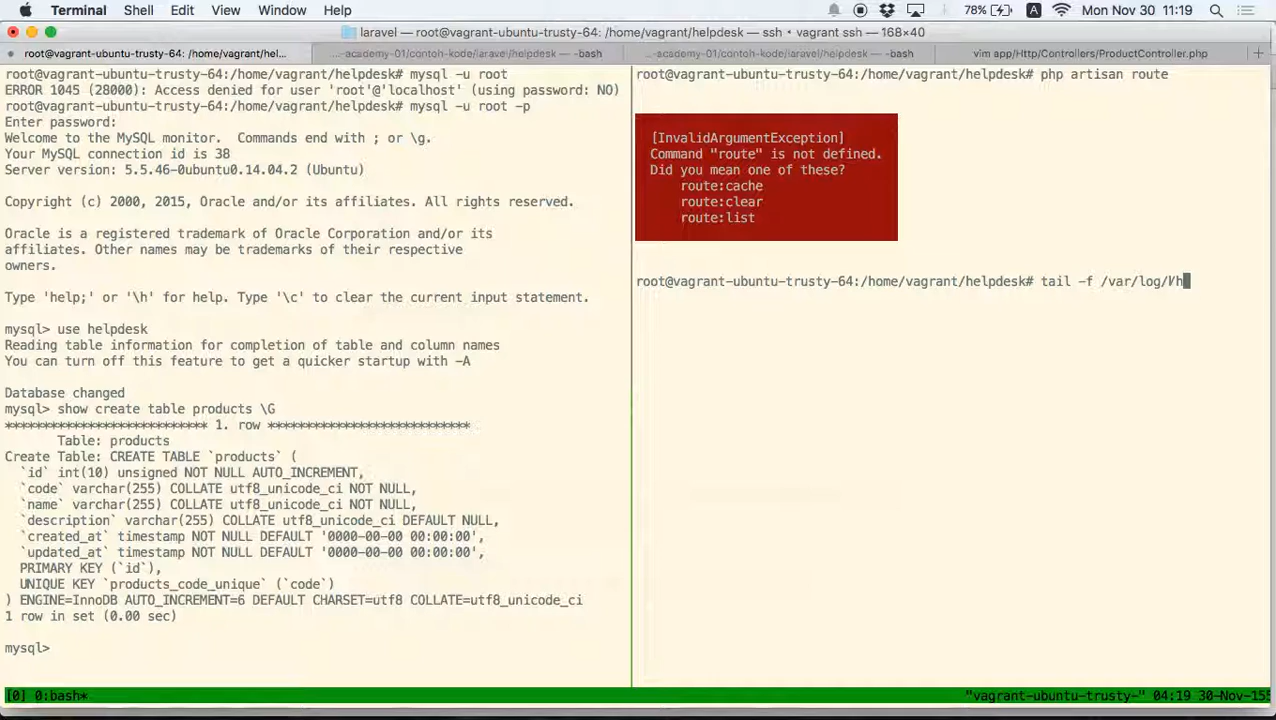 Terminal Shell Edit View Window Help 78% A Mon Nov 30 11:19
laravel — root@vagrant-ubuntu-trusty-64: /home/vagrant/helpdesk — ssh • vagrant ssh — 168×40
root@vagrant-ubuntu-trusty-64: /home/vagrant/hel... ...-academy-01/contoh-kode/laravel/helpdesk — -bash ...-academy-01/contoh-kode/laravel/helpdesk — -bash vim app/Http/Controllers/ProductController.php
root@vagrant-ubuntu-trusty-64:/home/vagrant/helpdesk# mysql -u root
ERROR 1045 (28000): Access denied for user 'root'@'localhost' (using password: NO)
root@vagrant-ubuntu-trusty-64:/home/vagrant/helpdesk# mysql -u root -p
Enter password:
Welcome to the MySQL monitor.  Commands end with ; or \g.
Your MySQL connection id is 38
Server version: 5.5.46-0ubuntu0.14.04.2 (Ubuntu)
Copyright (c) 2000, 2015, Oracle and/or its affiliates. All rights reserved.
Oracle is a registered trademark of Oracle Corporation and/or its
affiliates. Other names may be trademarks of their respective
owners.
Type 'help;' or '\h' for help. Type '\c' to clear the current input statement.
mysql> use helpdesk
Reading table information for completion of table and column names
You can turn off this feature to get a quicker startup with -A
Database changed
mysql> show create table products \G
*************************** 1. row ***************************
Table: products
Create Table: CREATE TABLE `products` (
`id` int(10) unsigned NOT NULL AUTO_INCREMENT,
`code` varchar(255) COLLATE utf8_unicode_ci NOT NULL,
`name` varchar(255) COLLATE utf8_unicode_ci NOT NULL,
`description` varchar(255) COLLATE utf8_unicode_ci DEFAULT NULL,
`created_at` timestamp NOT NULL DEFAULT '0000-00-00 00:00:00',
`updated_at` timestamp NOT NULL DEFAULT '0000-00-00 00:00:00',
PRIMARY KEY (`id`),
UNIQUE KEY `products_code_unique` (`code`)
) ENGINE=InnoDB AUTO_INCREMENT=6 DEFAULT CHARSET=utf8 COLLATE=utf8_unicode_ci
1 row in set (0.00 sec)
mysql>
root@vagrant-ubuntu-trusty-64:/home/vagrant/helpdesk# php artisan route
[InvalidArgumentException]
Command "route" is not defined.
Did you mean one of these?
route:cache
route:clear
route:list
root@vagrant-ubuntu-trusty-64:/home/vagrant/helpdesk# tail -f
[0] 0:bash* "vagrant-ubuntu-trusty-" 04:19 30-Nov-15